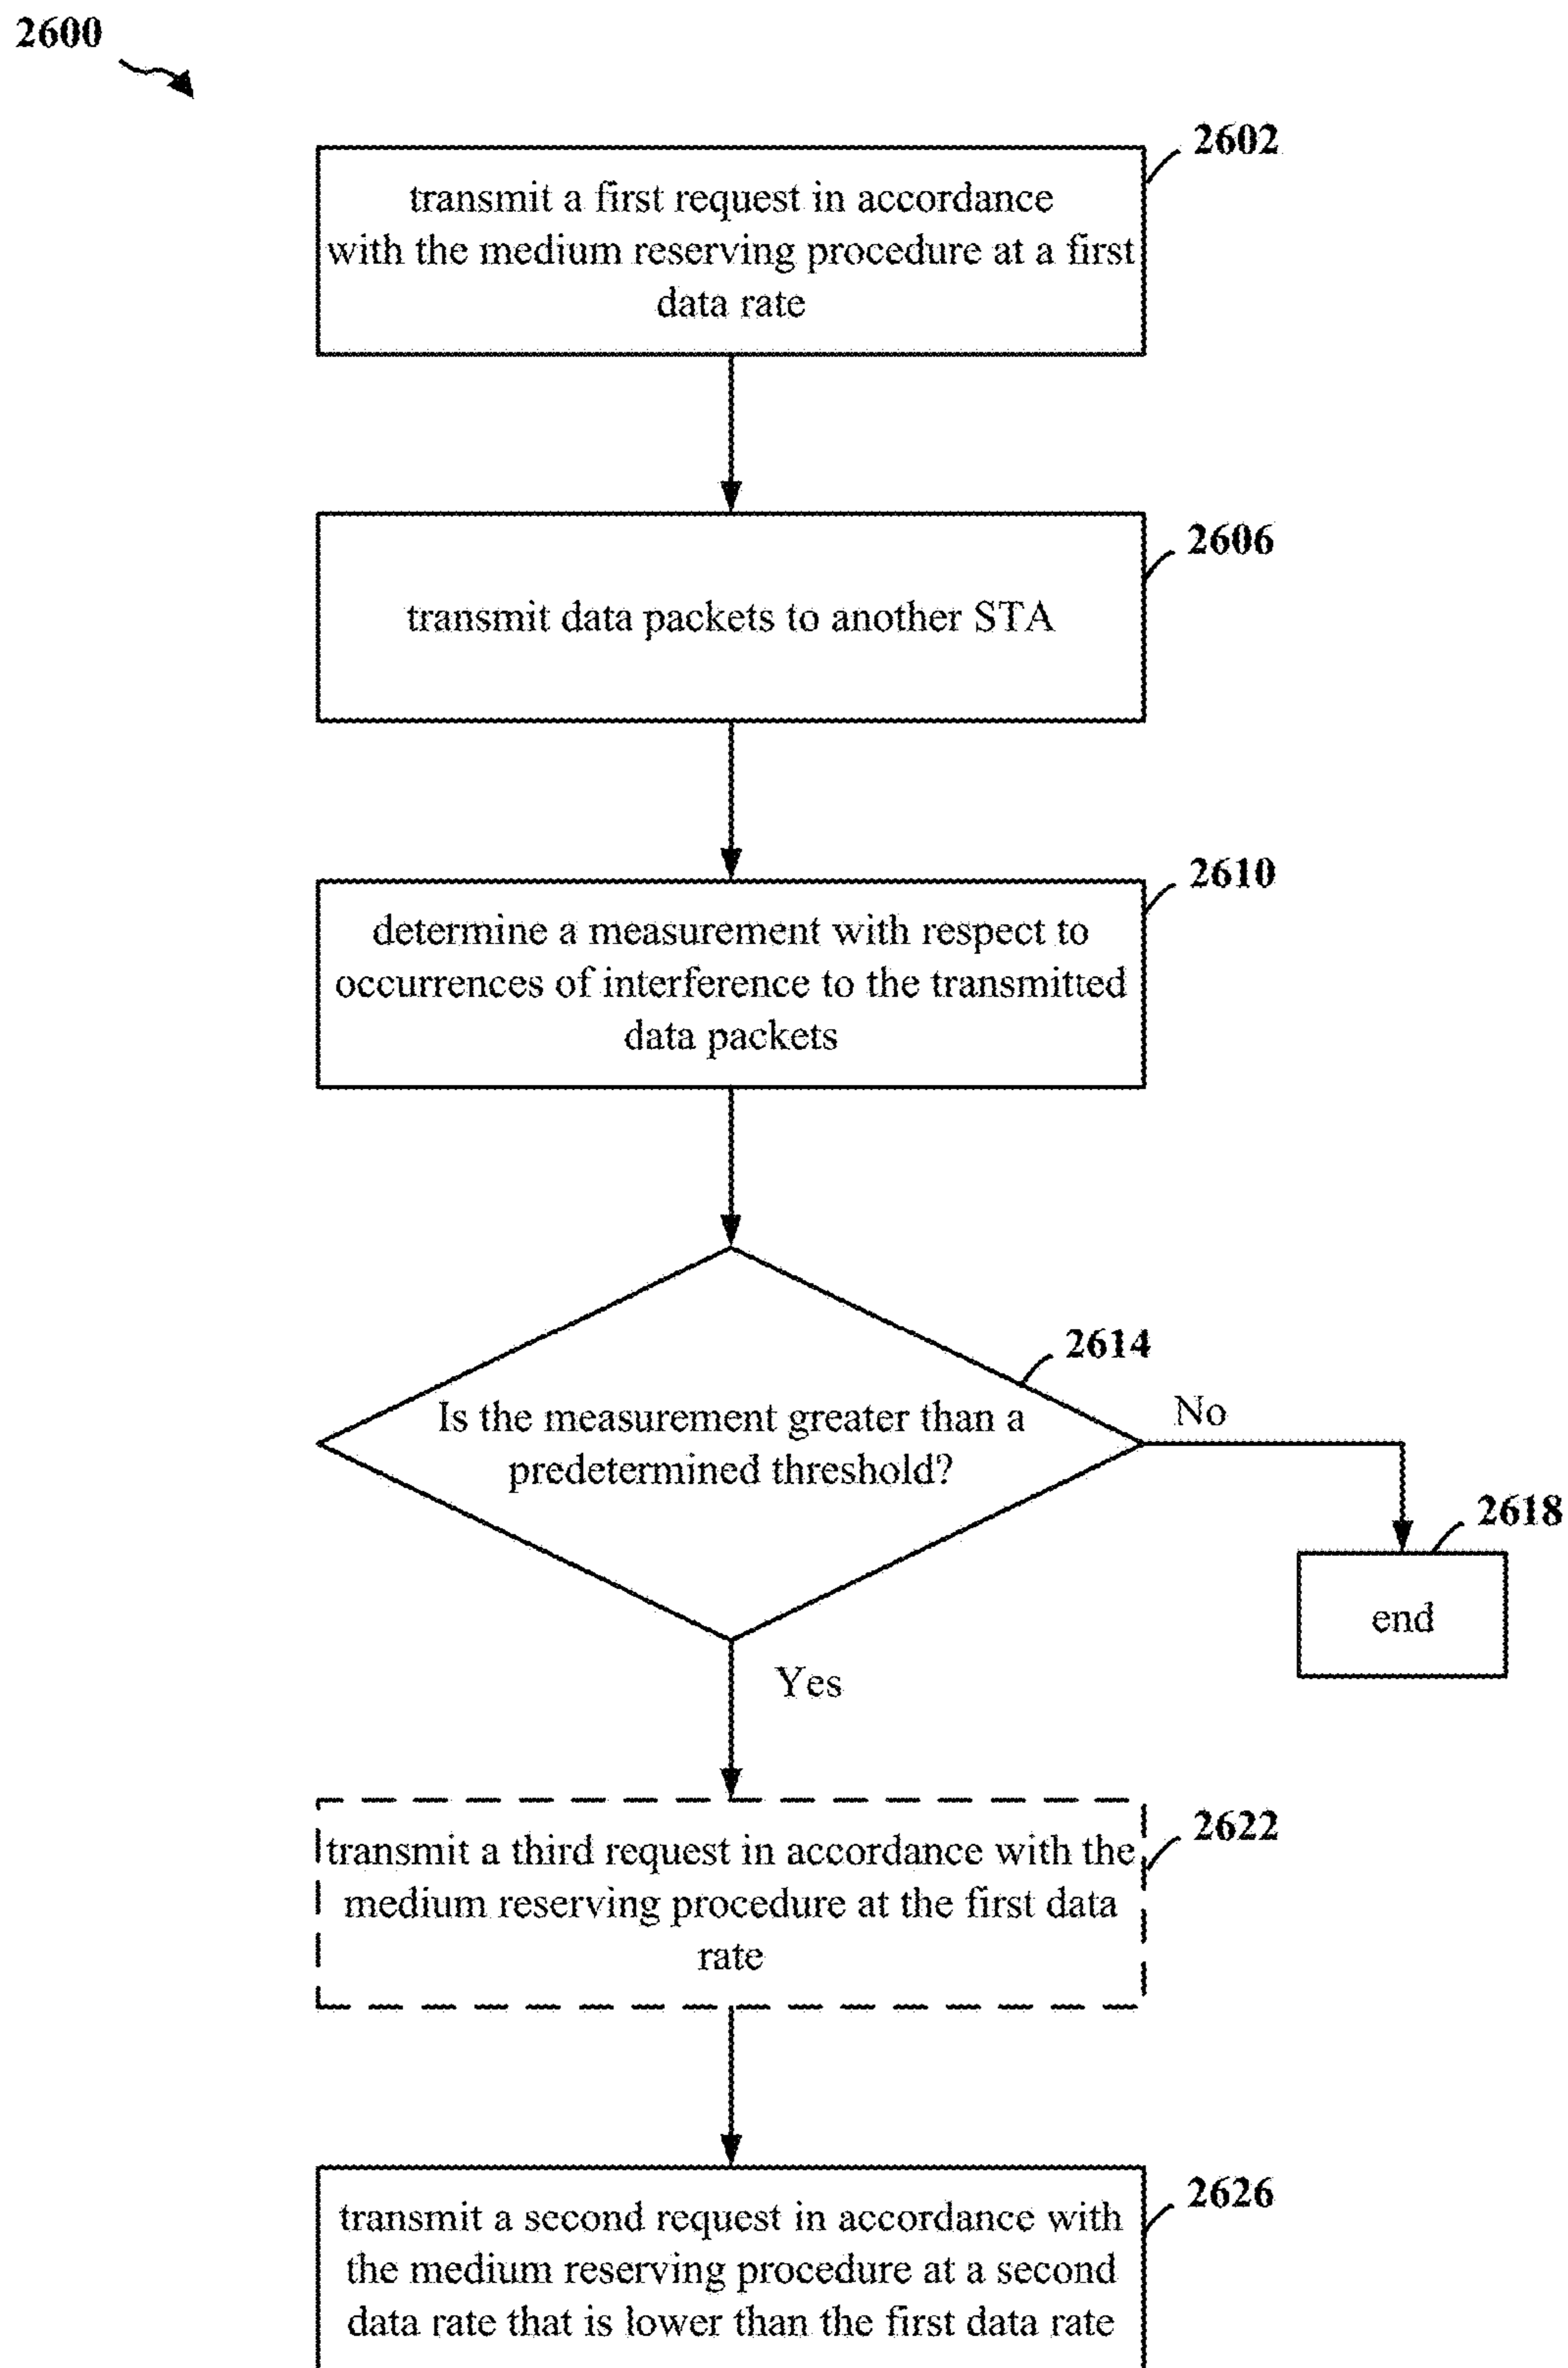 2600
2602
transmit a first request in accordance
with the medium reserving procedure at a first
data rate
2606
transmit data packets to another STA
2610
determine a measurement with respect to
occurrences of interference to the transmitted
data packets
2614
Is the measurement greater than a
predetermined threshold?
No
2618
end
Yes
2622
transmit a third request in accordance with the
medium reserving procedure at the first data
rate
2626
transmit a second request in accordance with
the medium reserving procedure at a second
data rate that is lower than the first data rate